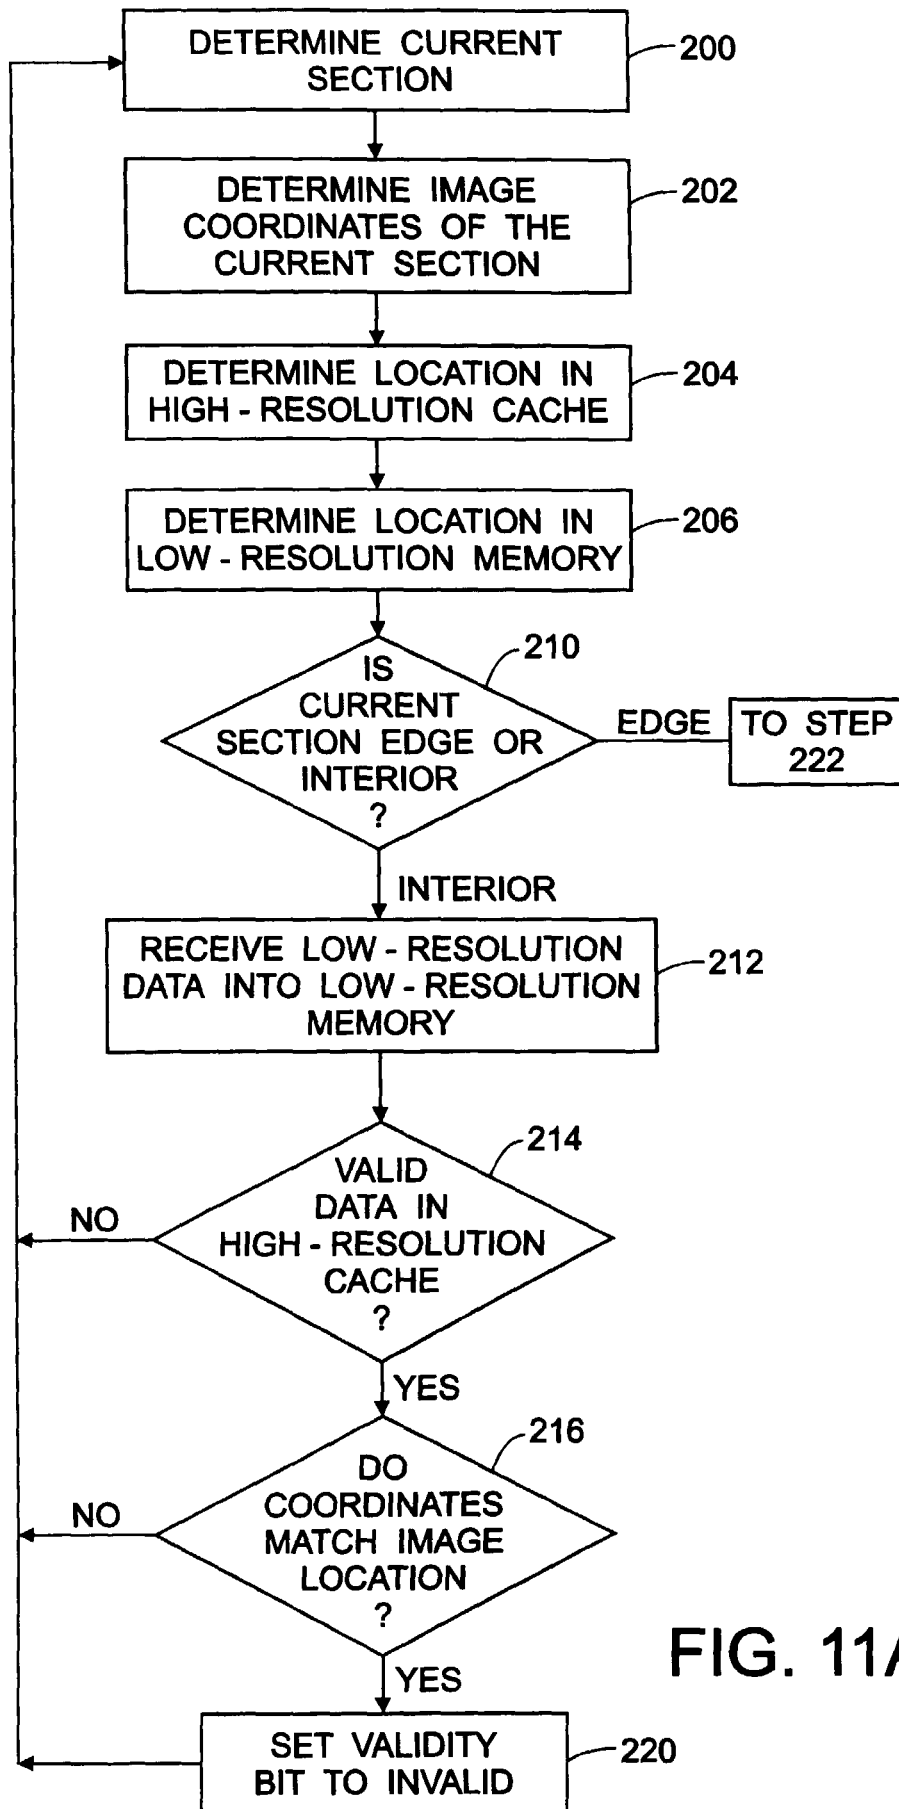 DETERMINE CURRENT
SECTION
200
DETERMINE IMAGE
COORDINATES OF THE
CURRENT SECTION
202
DETERMINE LOCATION IN
HIGH - RESOLUTION CACHE
204
DETERMINE LOCATION IN
LOW - RESOLUTION MEMORY
206
IS
CURRENT
SECTION EDGE OR
INTERIOR
?
210
EDGE
TO STEP
222
INTERIOR
RECEIVE LOW - RESOLUTION
DATA INTO LOW - RESOLUTION
MEMORY
212
VALID
DATA IN
HIGH - RESOLUTION
CACHE
?
214
NO
YES
DO
COORDINATES
MATCH IMAGE
LOCATION
?
216
NO
YES
SET VALIDITY
BIT TO INVALID
220
FIG. 11A